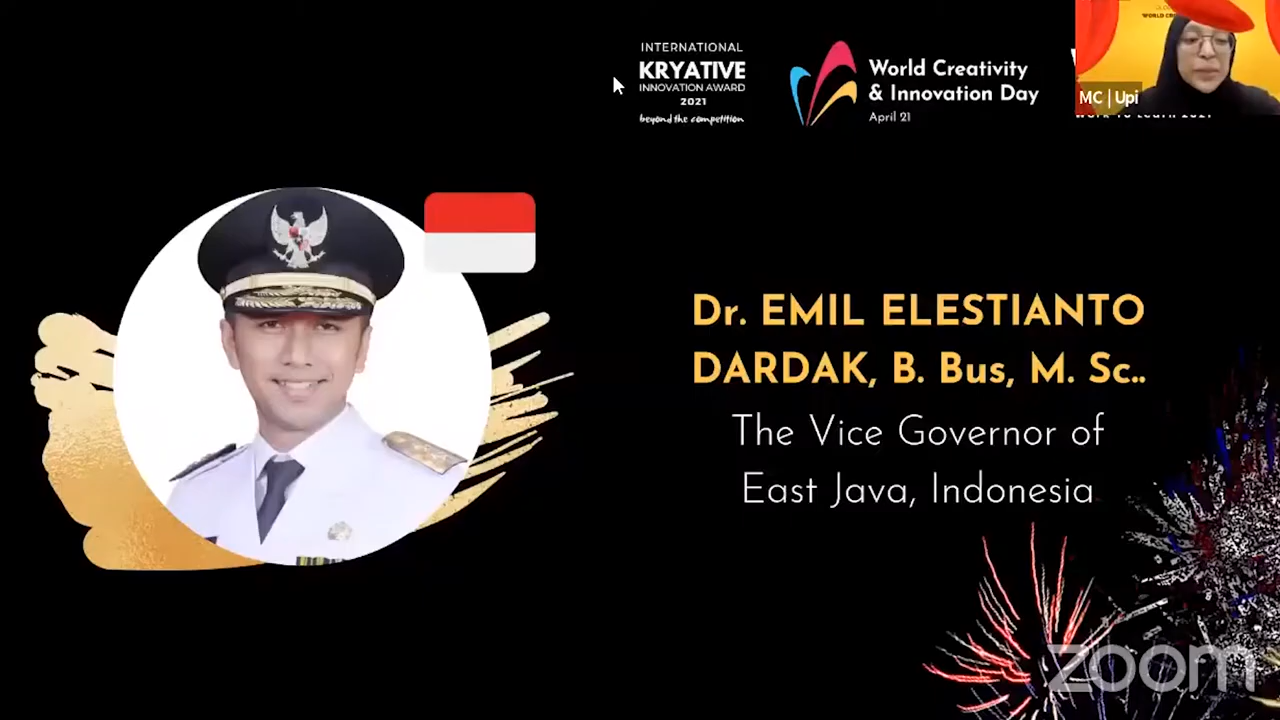 INTERNATIONAL
KRYATIVE
INNOVATION AWARD
2021
beyond the competition
World Creativity
& Innovation Day
April 21
MC | Upi
Dr. EMIL ELESTIANTO
DARDAK, B. Bus, M. Sc..
The Vice Governor of
East Java, Indonesia
zoom